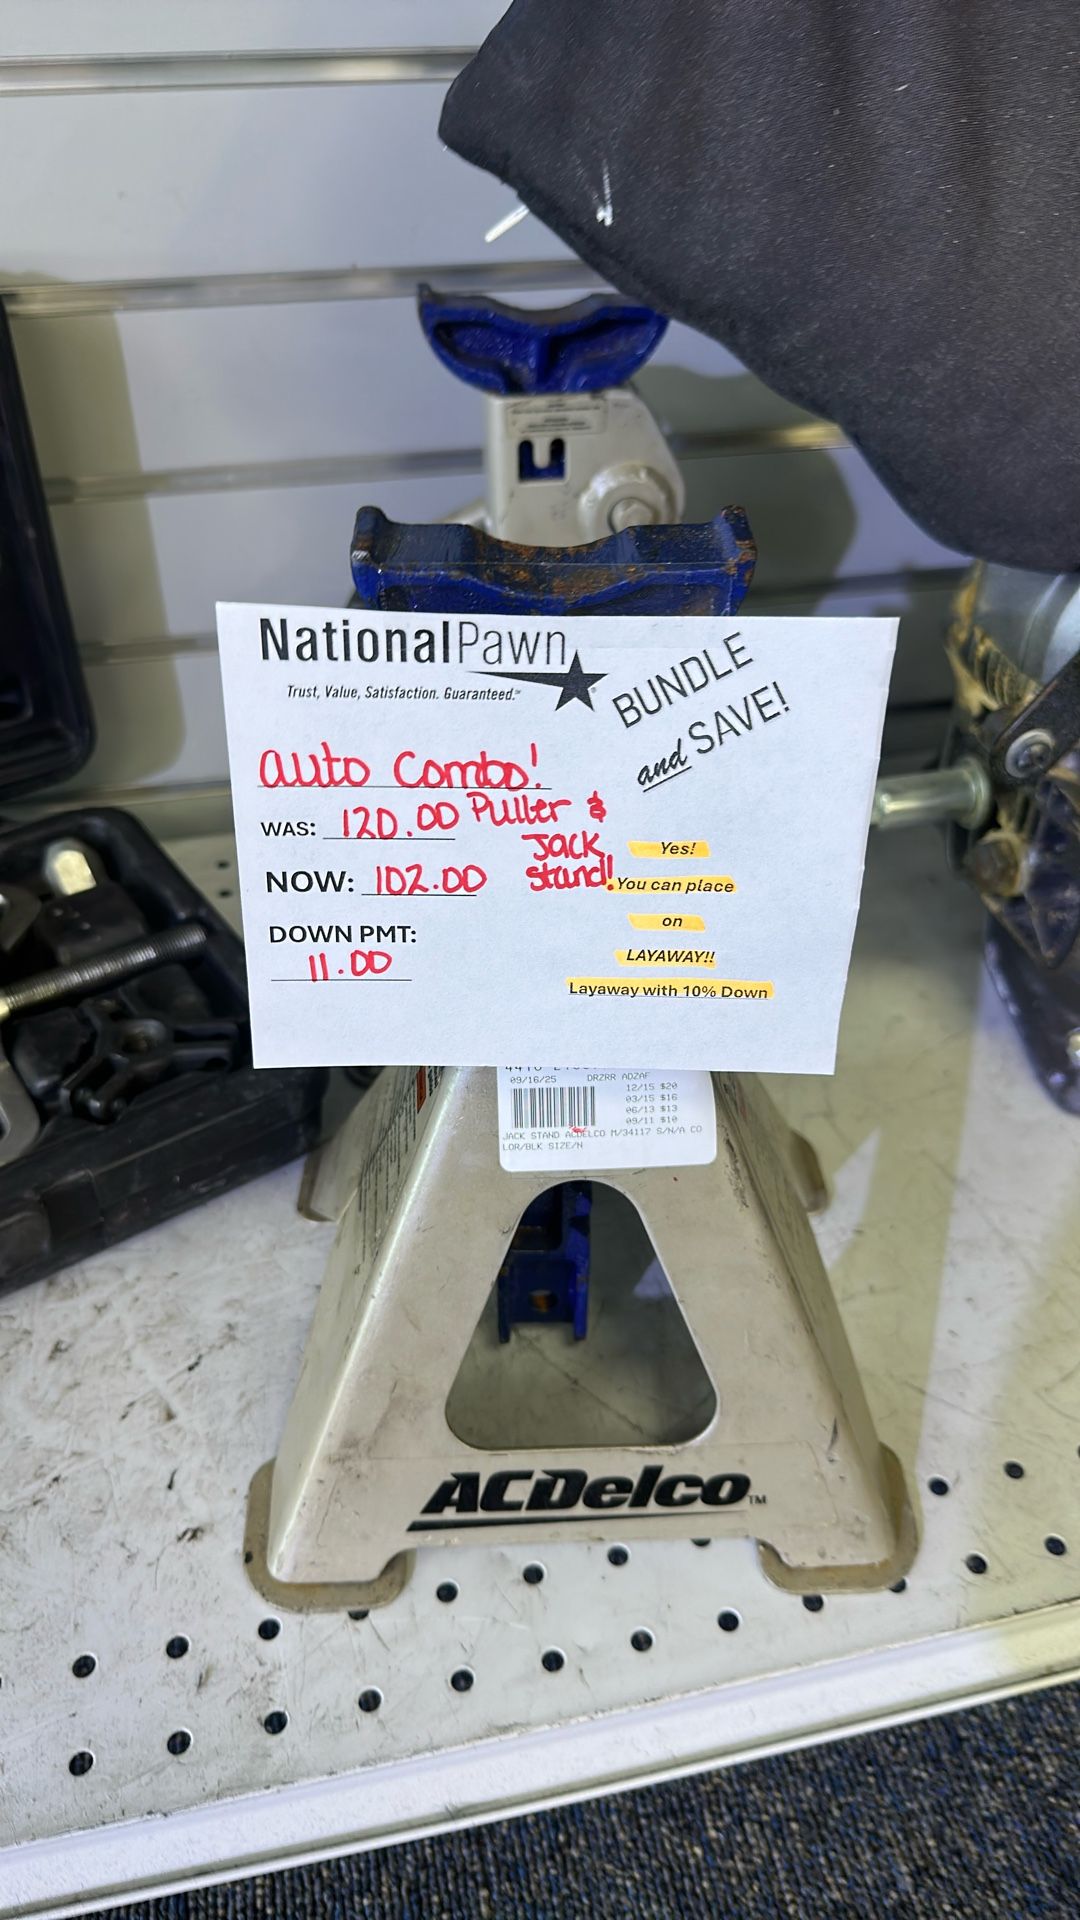 NationalPawn
Trust, Value, Satisfaction. Guaranteed.℠
BUNDLE
and SAVE!
auto Combo!
WAS: 120.00 Puller &
Jack
Stand!
NOW: 102.00
DOWN PMT:
11.00
Yes!
You can place
on
LAYAWAY!!
Layaway with 10% Down
09/16/25 DRZRR ADZAF
12/15 $20
03/15 $16
06/13 $13
09/11 $10
JACK STAND ACDELCO M/34117 S/N/A CO
LOR/BLK SIZE/N
ACDelco™